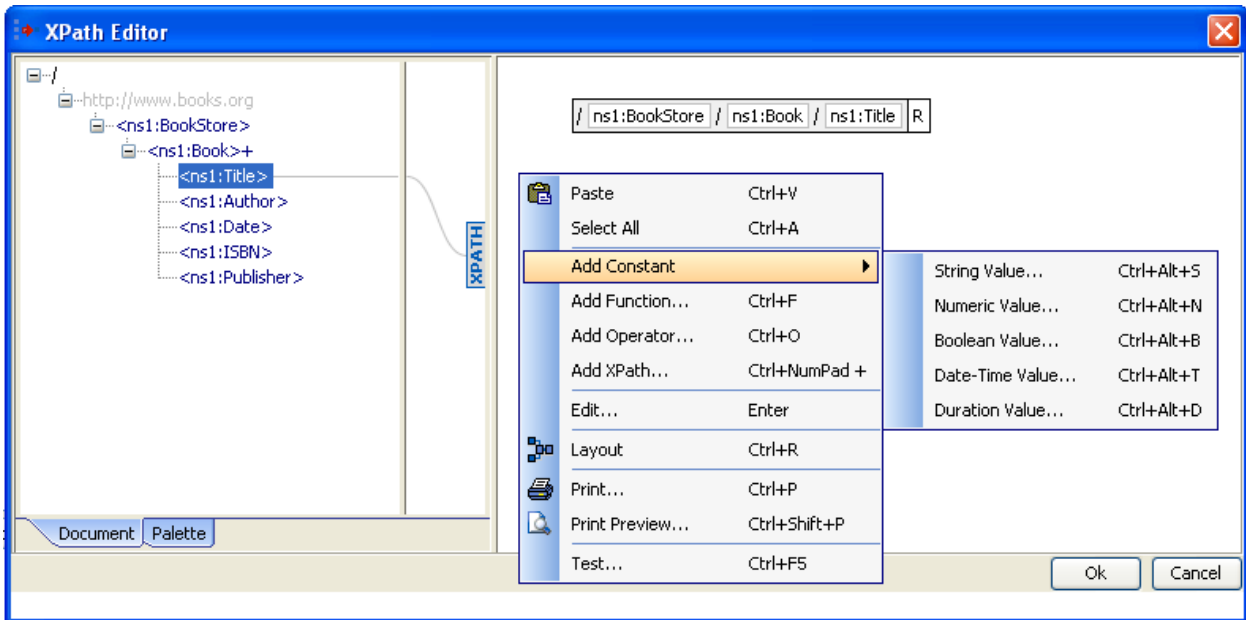 XPath Editor
/
http://www.books.org
<ns1:BookStore>
<ns1:Book>+
<ns1:Title>
<ns1:Author>
<ns1:Date>
<ns1:ISBN>
<ns1:Publisher>
XPATH
Document Palette
/ ns1:BookStore / ns1:Book / ns1:Title R
Paste Ctrl+V
Select All Ctrl+A
Add Constant
Add Function... Ctrl+F
Add Operator... Ctrl+O
Add XPath... Ctrl+NumPad +
Edit... Enter
Layout Ctrl+R
Print... Ctrl+P
Print Preview... Ctrl+Shift+P
Test... Ctrl+F5
String Value... Ctrl+Alt+S
Numeric Value... Ctrl+Alt+N
Boolean Value... Ctrl+Alt+B
Date-Time Value... Ctrl+Alt+T
Duration Value... Ctrl+Alt+D
Ok Cancel